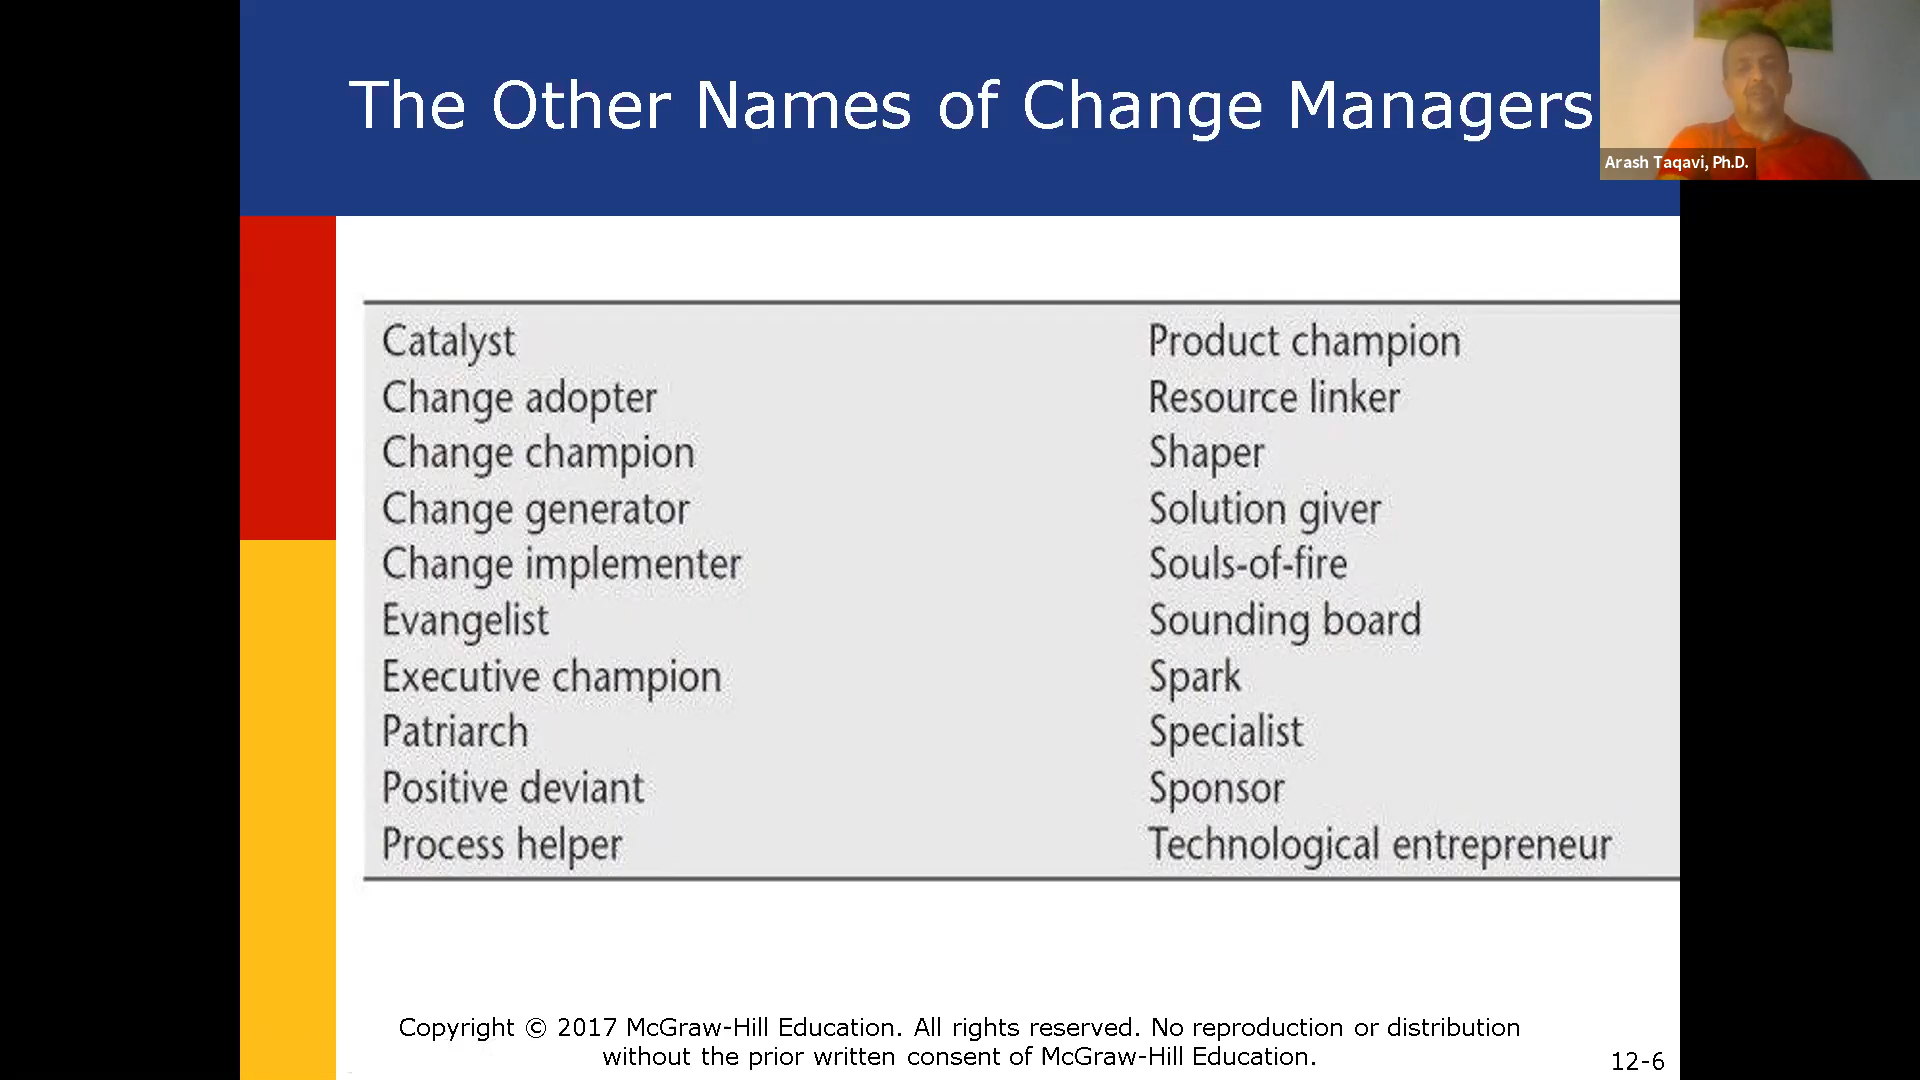 The Other Names of Change Managers
Arash Taqavi, Ph.D.
Catalyst
Change adopter
Change champion
Change generator
Change implementer
Evangelist
Executive champion
Patriarch
Positive deviant
Process helper
Product champion
Resource linker
Shaper
Solution giver
Souls-of-fire
Sounding board
Spark
Specialist
Sponsor
Technological entrepreneur
Copyright © 2017 McGraw-Hill Education. All rights reserved. No reproduction or distribution
without the prior written consent of McGraw-Hill Education.
12-6